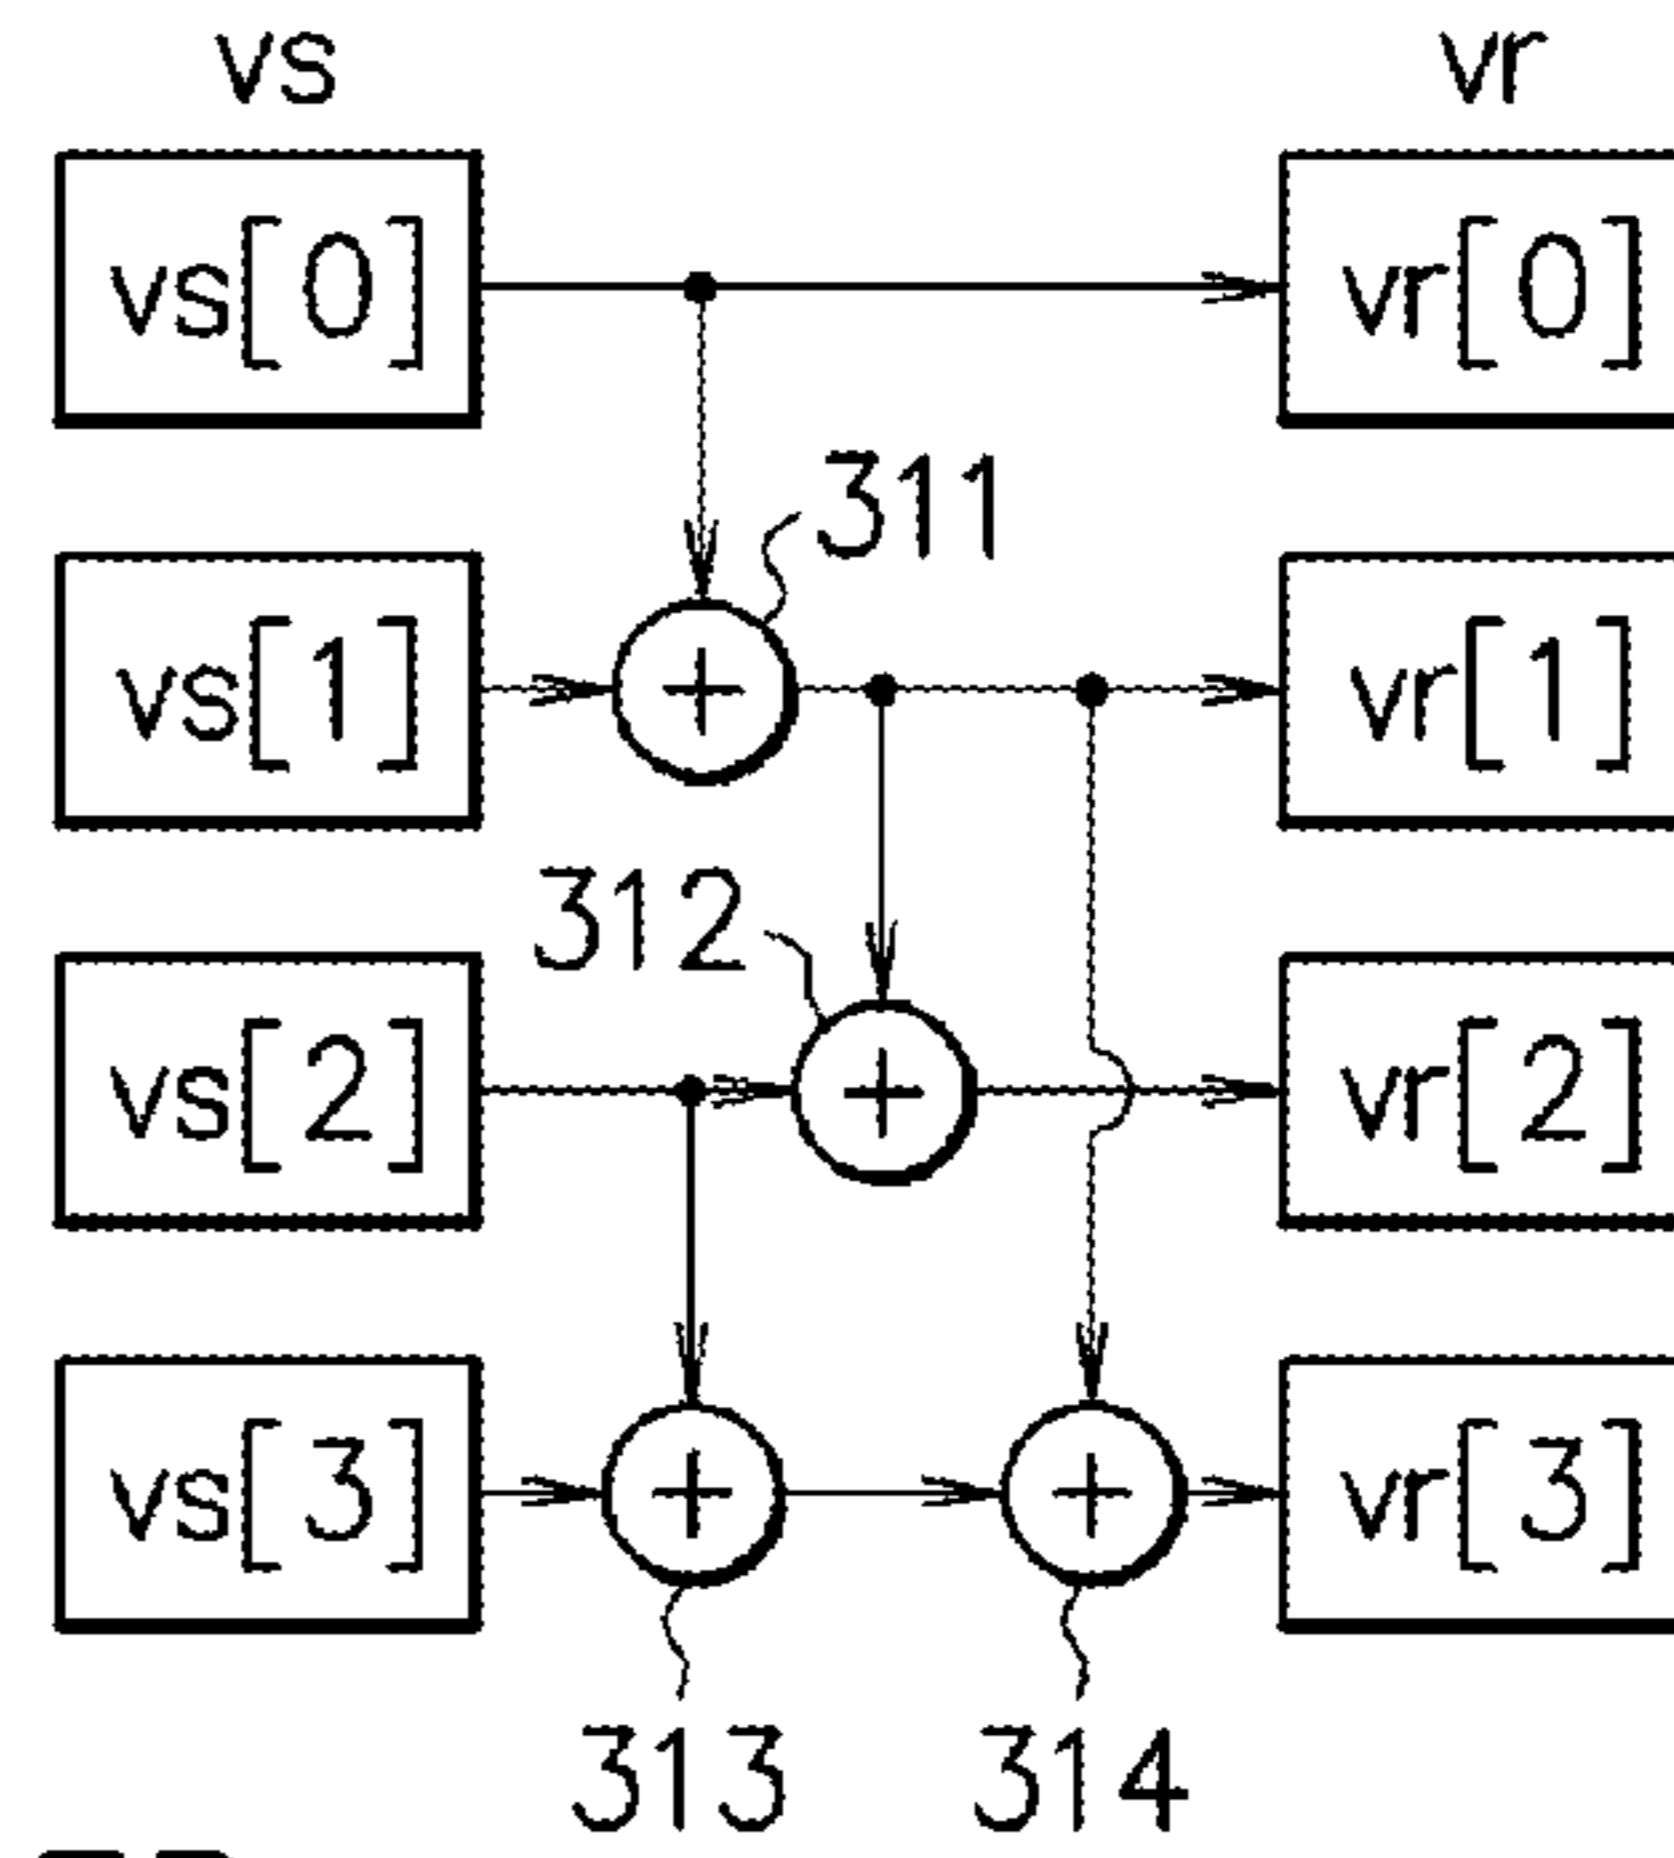 vs vr
vs[0] vr[0]
311
vs[1] + vr[1]
312
vs[2] + vr[2]
vs[3] + + vr[3]
313 314